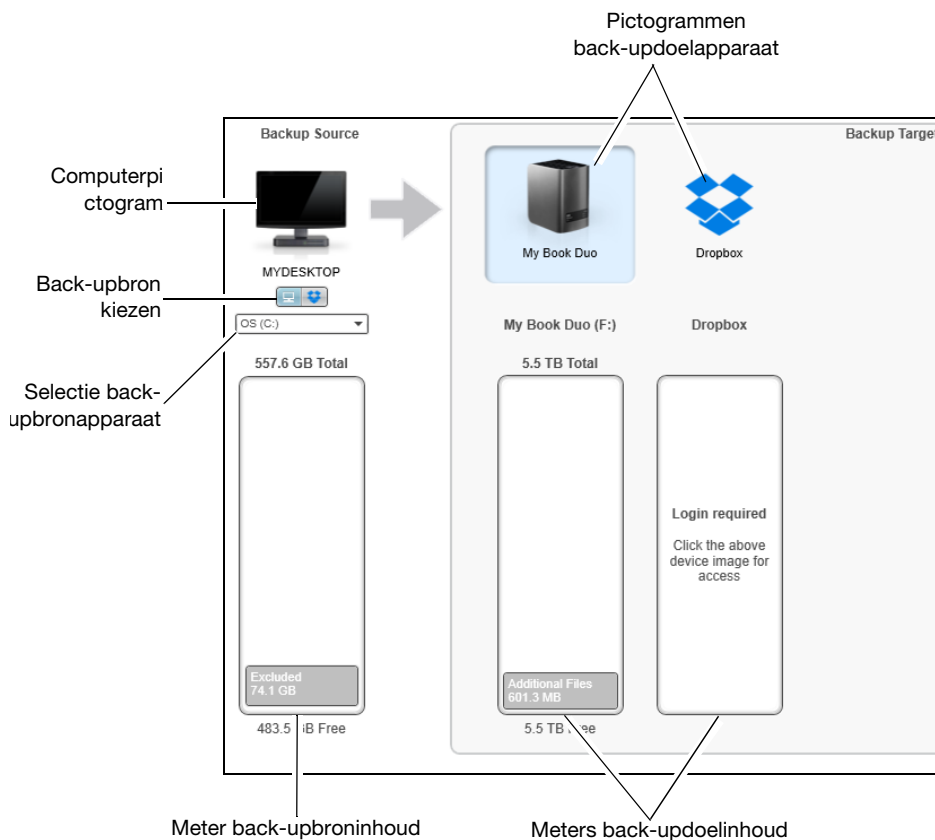 Pictogrammen
back-updoelapparaat
Backup Source
Backup Target
Computerpi
ctogram
My Book Duo
Dropbox
MYDESKTOP
Back-upbron
kiezen
OS (C:)
My Book Duo (F:)
Dropbox
557.6 GB Total
5.5 TB Total
Selectie back-
upbronapparaat
Login required
Click the above
device image for
access
Excluded
74.1 GB
Additional Files
601.3 MB
483.5 GB Free
5.5 TB Free
Meter back-upbroninhoud
Meters back-updoelinhoud